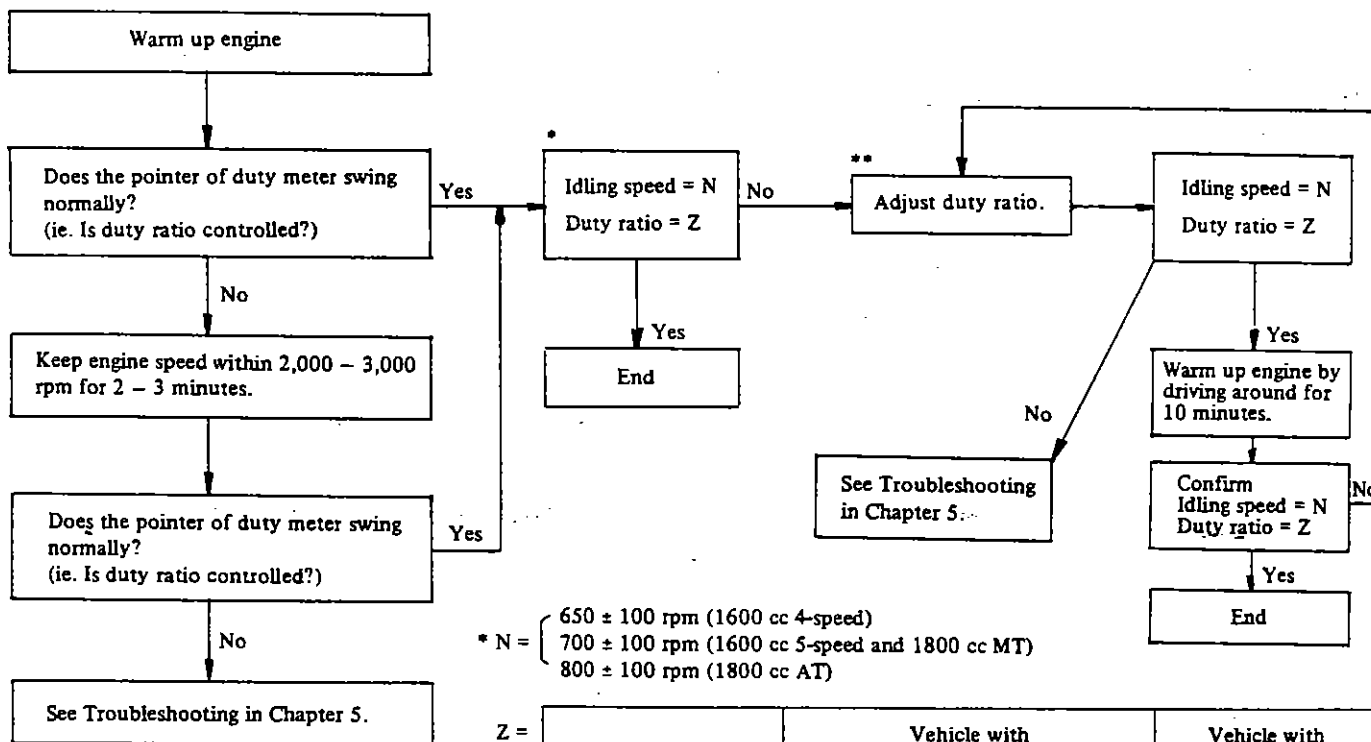 Warm up engine
Does the pointer of duty meter swing
normally?
(ie. Is duty ratio controlled?)
Yes
No
Keep engine speed within 2,000 – 3,000
rpm for 2 – 3 minutes.
Does the pointer of duty meter swing
normally?
(ie. Is duty ratio controlled?)
Yes
No
See Troubleshooting in Chapter 5.
*
Idling speed = N
Duty ratio = Z
No
Yes
End
**
Adjust duty ratio.
Idling speed = N
Duty ratio = Z
No
See Troubleshooting
in Chapter 5.
Yes
Warm up engine by
driving around for
10 minutes.
Confirm
Idling speed = N
Duty ratio = Z
No
Yes
End
* N =
650 ± 100 rpm (1600 cc 4-speed)
700 ± 100 rpm (1600 cc 5-speed and 1800 cc MT)
800 ± 100 rpm (1800 cc AT)
Z =
Vehicle with
Vehicle with